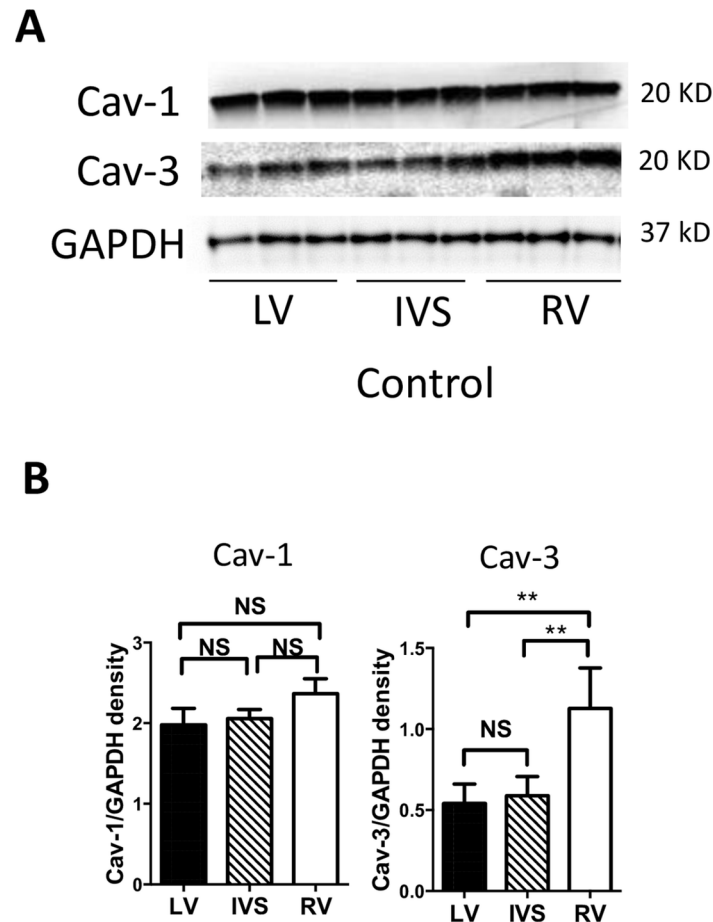 A
Cav-1 20 KD
Cav-3 20 KD
GAPDH 37 kD
LV IVS RV
Control
B
Cav-1
NS
NS NS
Cav-1/GAPDH density
3
2
1
0
LV IVS RV
Cav-3
**
**
NS
Cav-3/GAPDH density
1.5
1.0
0.5
0.0
LV IVS RV